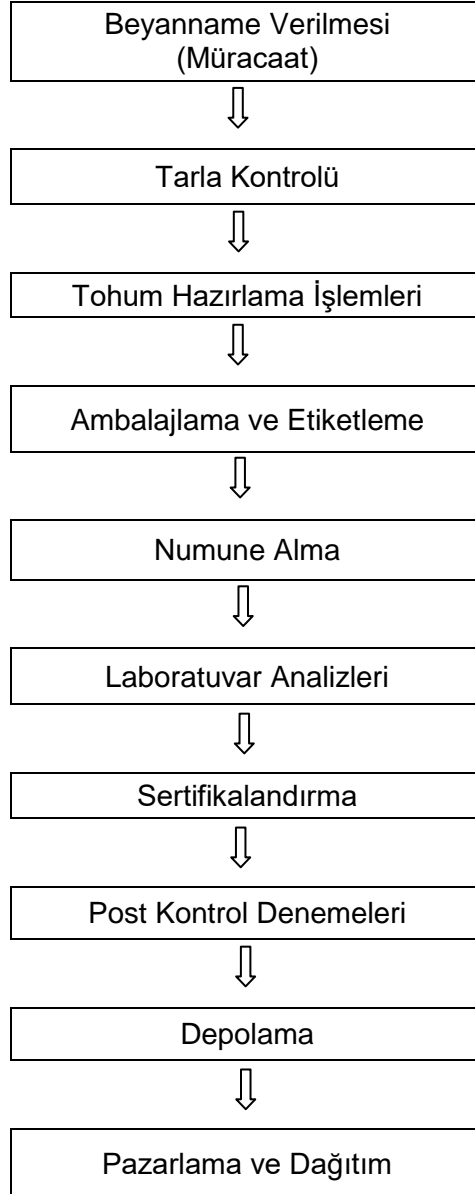 Beyanname Verilmesi
(Müracaat)
Tarla Kontrolü
Tohum Hazırlama İşlemleri
Ambalajlama ve Etiketleme
Numune Alma
Laboratuvar Analizleri
Sertifikalandırma
Post Kontrol Denemeleri
Depolama
Pazarlama ve Dağıtım